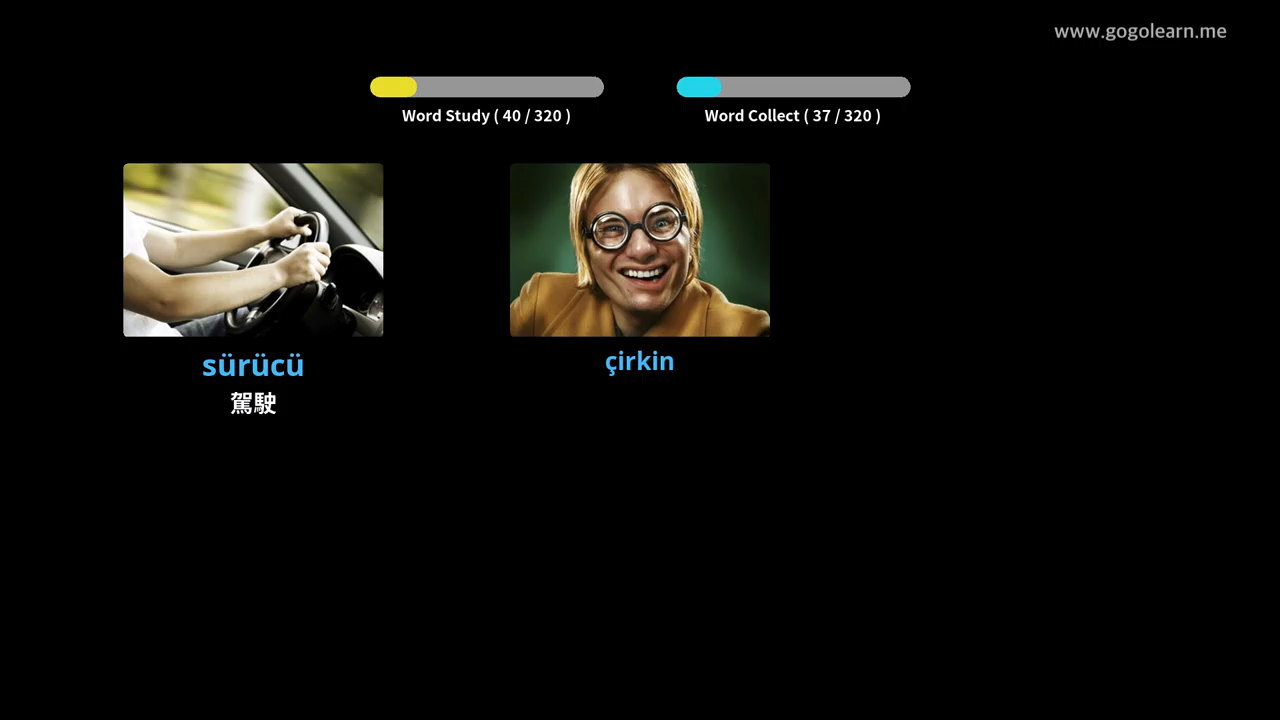 www.gogolearn.me
Word Study ( 40 / 320 )
Word Collect ( 37 / 320 )
sürücü
駕駛
çirkin